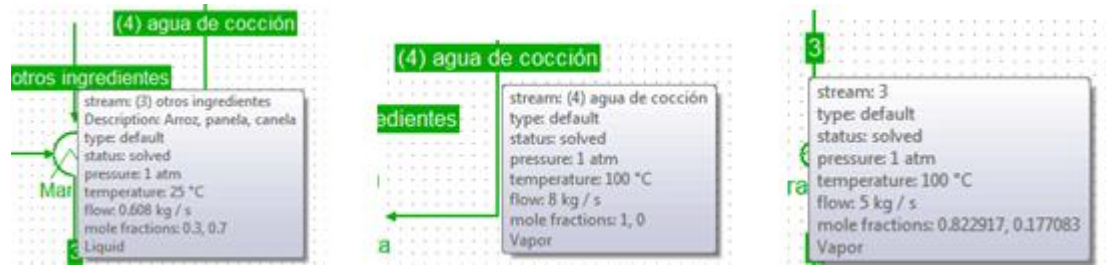 (4) agua de cocción
otros ingredientes
stream: (3) otros ingredientes
Description: Arroz, panela, canela
type: default
status: solved
pressure: 1 atm
temperature: 25 °C
flow: 0.608 kg / s
mole fractions: 0.3, 0.7
Liquid
Mar
3
(4) agua de cocción
edientes
stream: (4) agua de cocción
type: default
status: solved
pressure: 1 atm
temperature: 100 °C
flow: 8 kg / s
mole fractions: 1, 0
Vapor
a
3
stream: 3
type: default
status: solved
pressure: 1 atm
temperature: 100 °C
flow: 5 kg / s
mole fractions: 0.822917, 0.177083
Vapor
ra